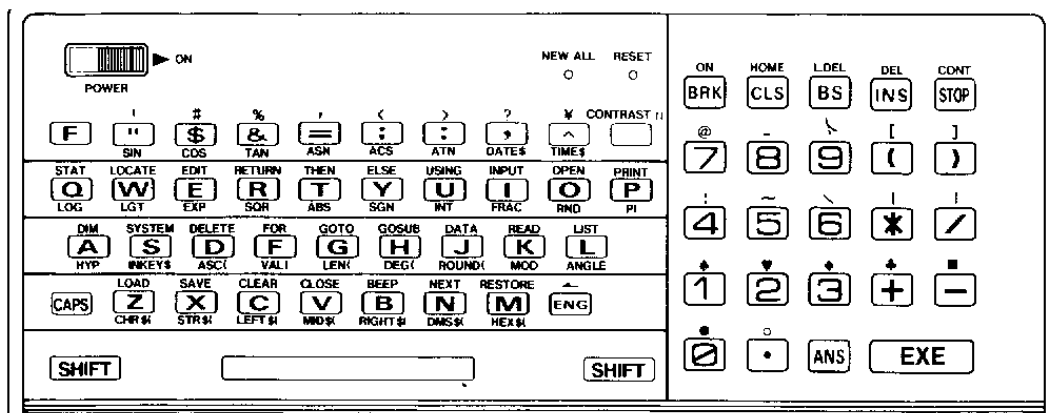 ON
POWER
NEW ALL RESET
ON HOME L.DEL DEL CONT
BRK CLS BS INS STOP
' # % , < > ? ¥ CONTRAST
F " $ & = ; : , ^
SIN COS TAN ASN ACS ATN DATE$ TIME$
@ - [ ]
7 8 9 ( )
STAT LOCATE EDIT RETURN THEN ELSE USING INPUT OPEN PRINT
Q W E R T Y U I O P
LOG LGT EXP SQR ABS SGN INT FRAC RND PI
~ \ |
4 5 6 * /
DIM SYSTEM DELETE FOR GOTO GOSUB DATA READ LIST
A S D F G H J K L
HYP INKEY$ ASC( VAL( LEN( DEG( ROUND( MOD ANGLE
♠ ♥ ♦ ♣ ■
1 2 3 + -
LOAD SAVE CLEAR CLOSE BEEP NEXT RESTORE
CAPS Z X C V B N M ENG
CHR$( STR$( LEFT$( MID$( RIGHT$( DMS$( HEX$(
● ○
0 . ANS EXE
SHIFT SHIFT